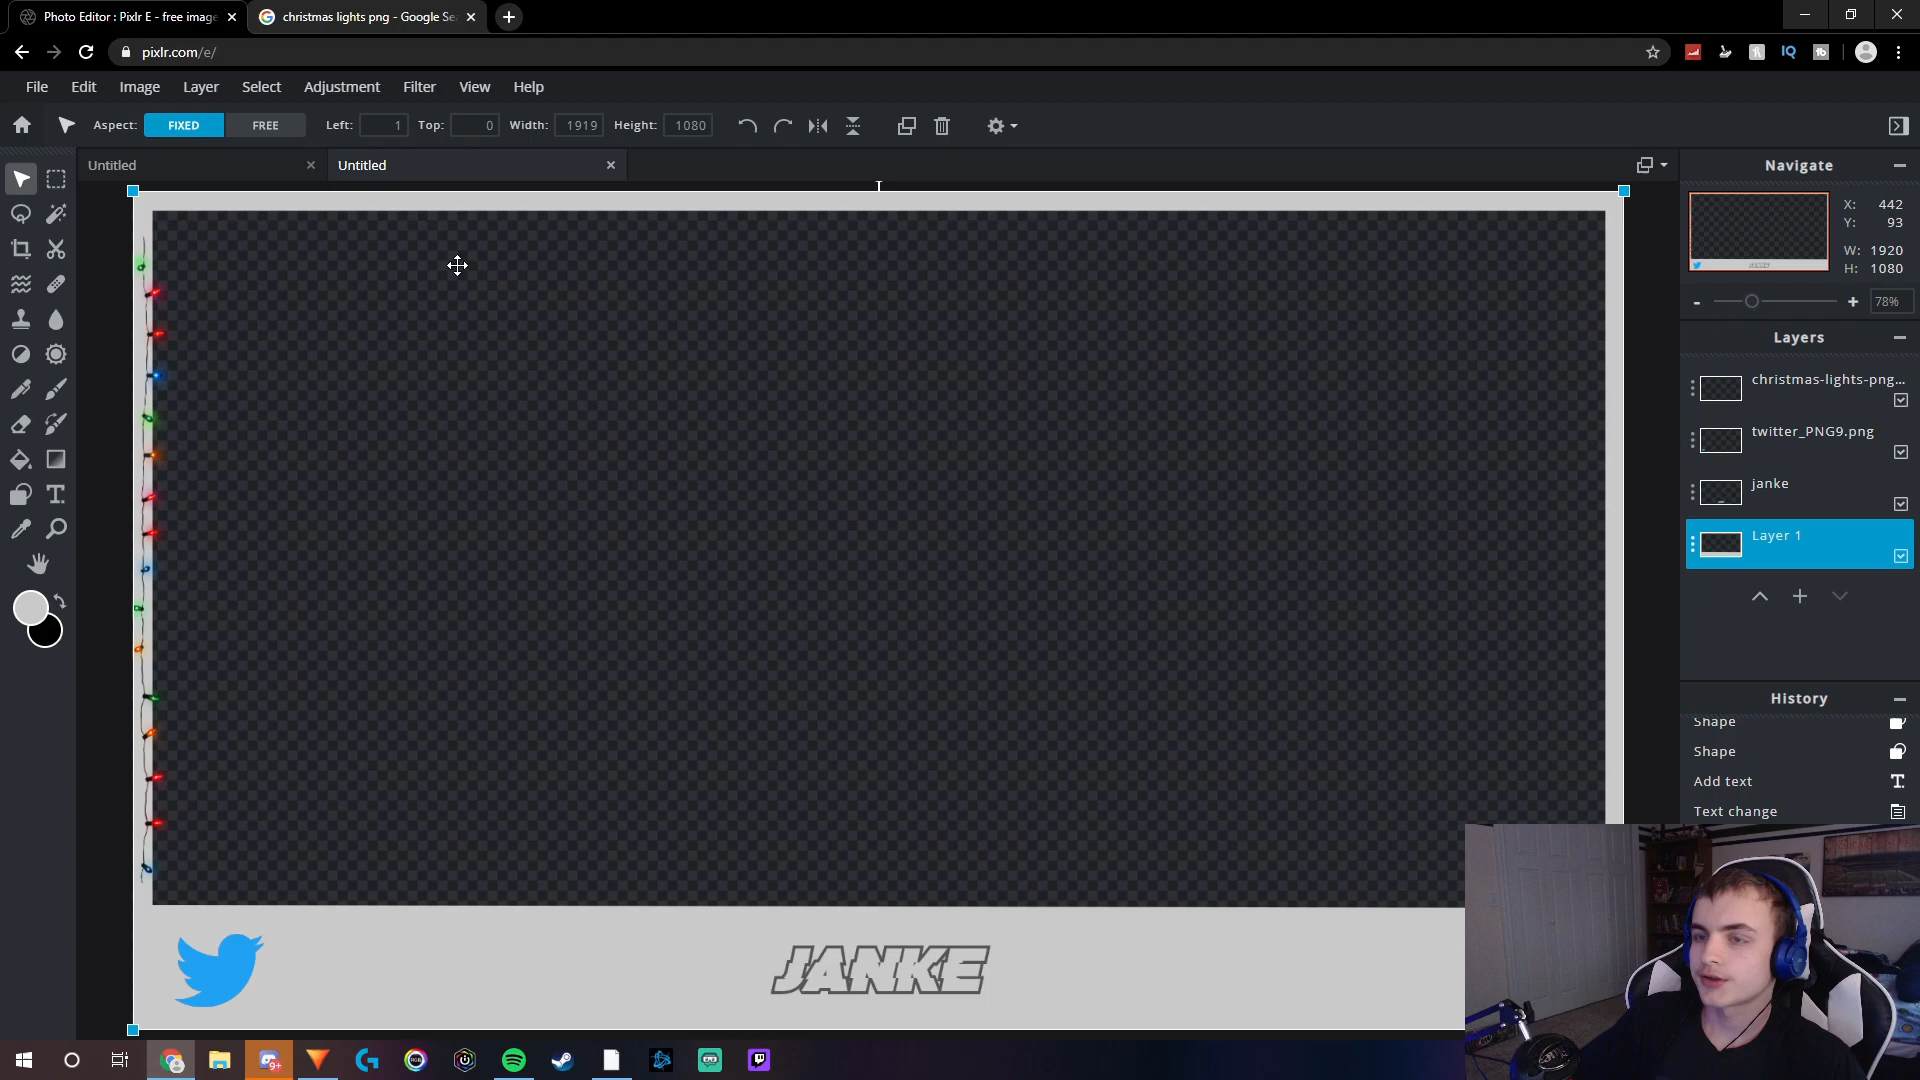 Photo Editor : Pixlr E - free image
christmas lights png - Google Se
pixlr.com/e/
File Edit Image Layer Select Adjustment Filter View Help
Aspect: FIXED FREE Left: 1 Top: 0 Width: 1919 Height: 1080
Untitled
Untitled
Navigate
X: 442
Y: 93
W: 1920
H: 1080
78%
Layers
christmas-lights-png...
twitter_PNG9.png
janke
Layer 1
History
Shape
Shape
Add text
Text change
JANKE